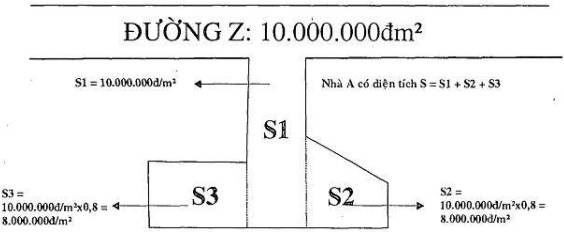 ĐƯỜNG Z: 10.000.000đm²
S1 = 10.000.000đ/m²
Nhà A có diện tích S = S1 + S2 + S3
S1
S3
S2
S3 =
10.000.000đ/m²x0,8 =
8.000.000đ/m²
S2 =
10.000.000đ/m²x0,8 =
8.000.000đ/m²